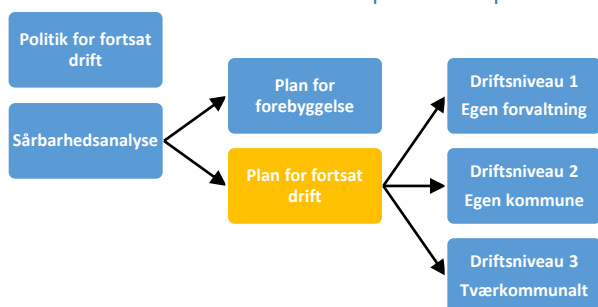 Politik for fortsat
drift
Sårbarhedsanalyse
Plan for
forebyggelse
Plan for fortsat
drift
Driftsniveau 1
Egen forvaltning
Driftsniveau 2
Egen kommune
Driftsniveau 3
Tværkommunalt